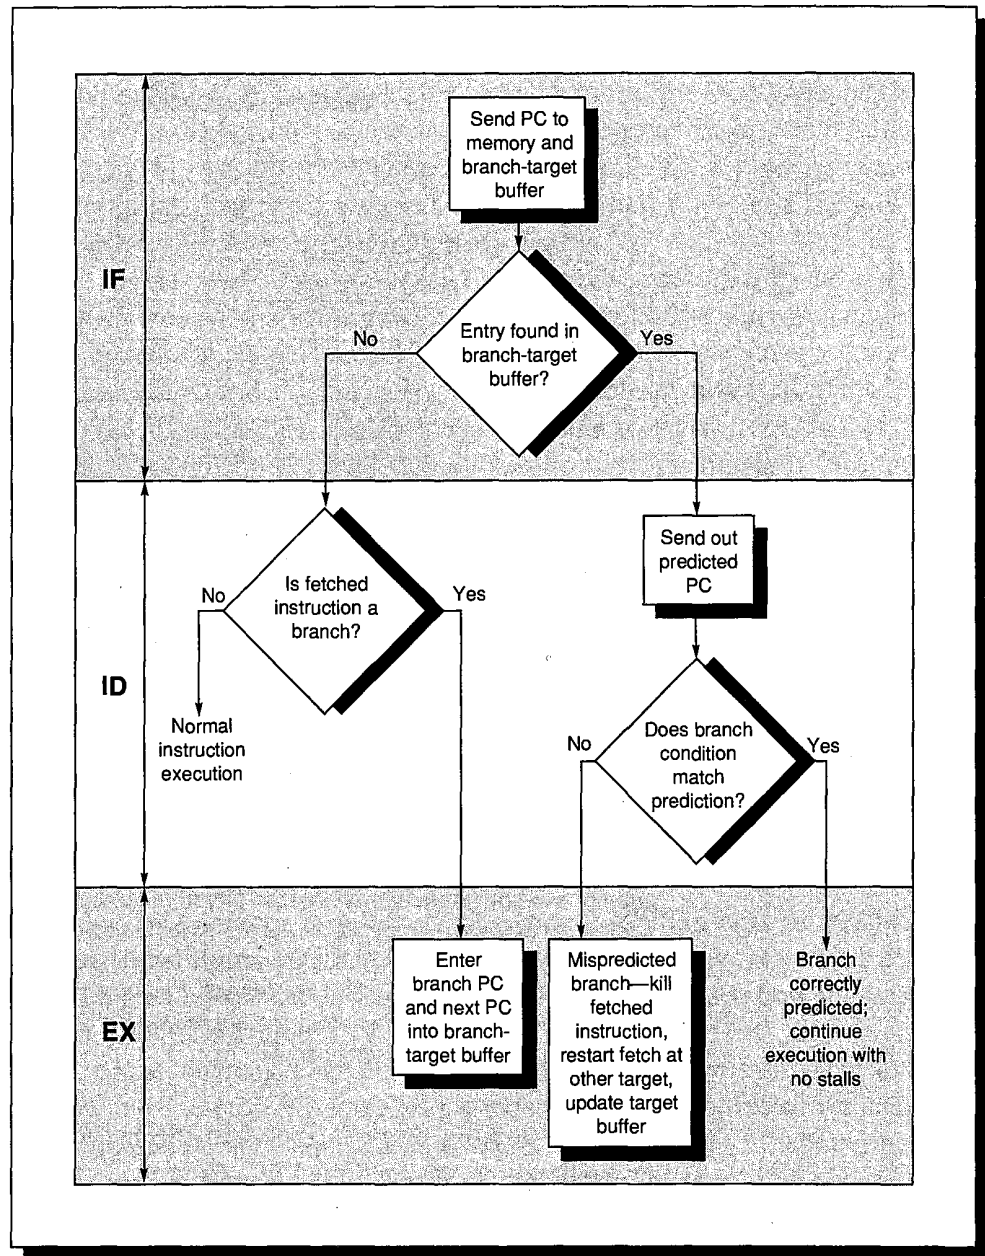 Send PC to
memory and
branch-target
buffer
IF
Entry found in
branch-target
buffer?
No
Yes
Is fetched
instruction a
branch?
No
Yes
Send out
predicted
PC
ID
Normal
instruction
execution
Does branch
condition
match
prediction?
No
Yes
EX
Enter
branch PC
and next PC
into branch-
target buffer
Mispredicted
branch—kill
fetched
instruction,
restart fetch at
other target,
update target
buffer
Branch
correctly
predicted;
continue
execution with
no stalls